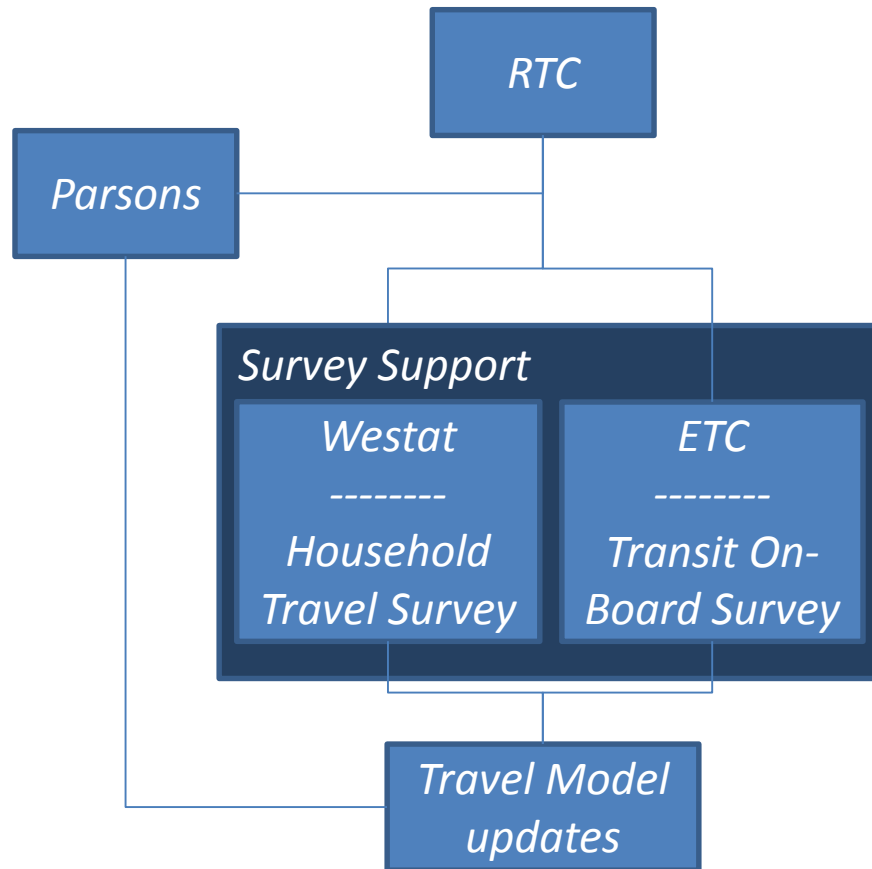 RTC
Parsons
Survey Support
Westat
--------
Household
Travel Survey
ETC
--------
Transit On-
Board Survey
Travel Model
updates